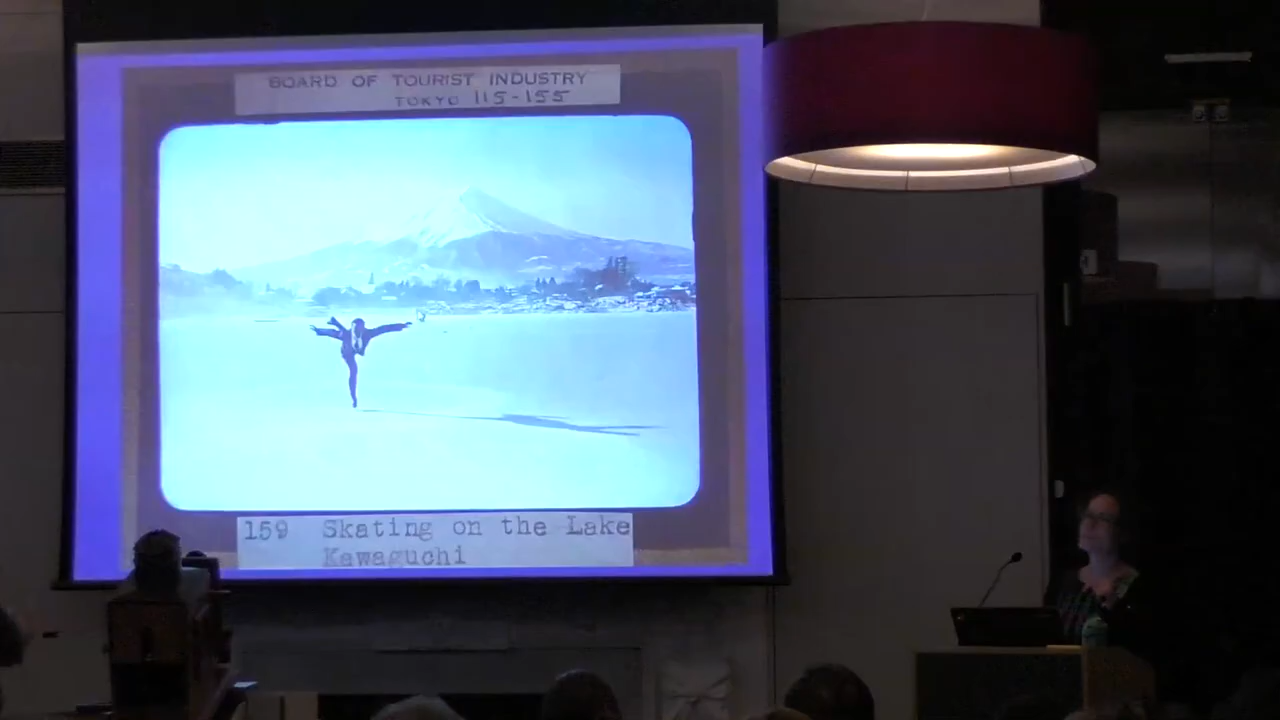 BOARD OF TOURIST INDUSTRY
TOKYO 115-155
159 Skating on the Lake
Kawaguchi